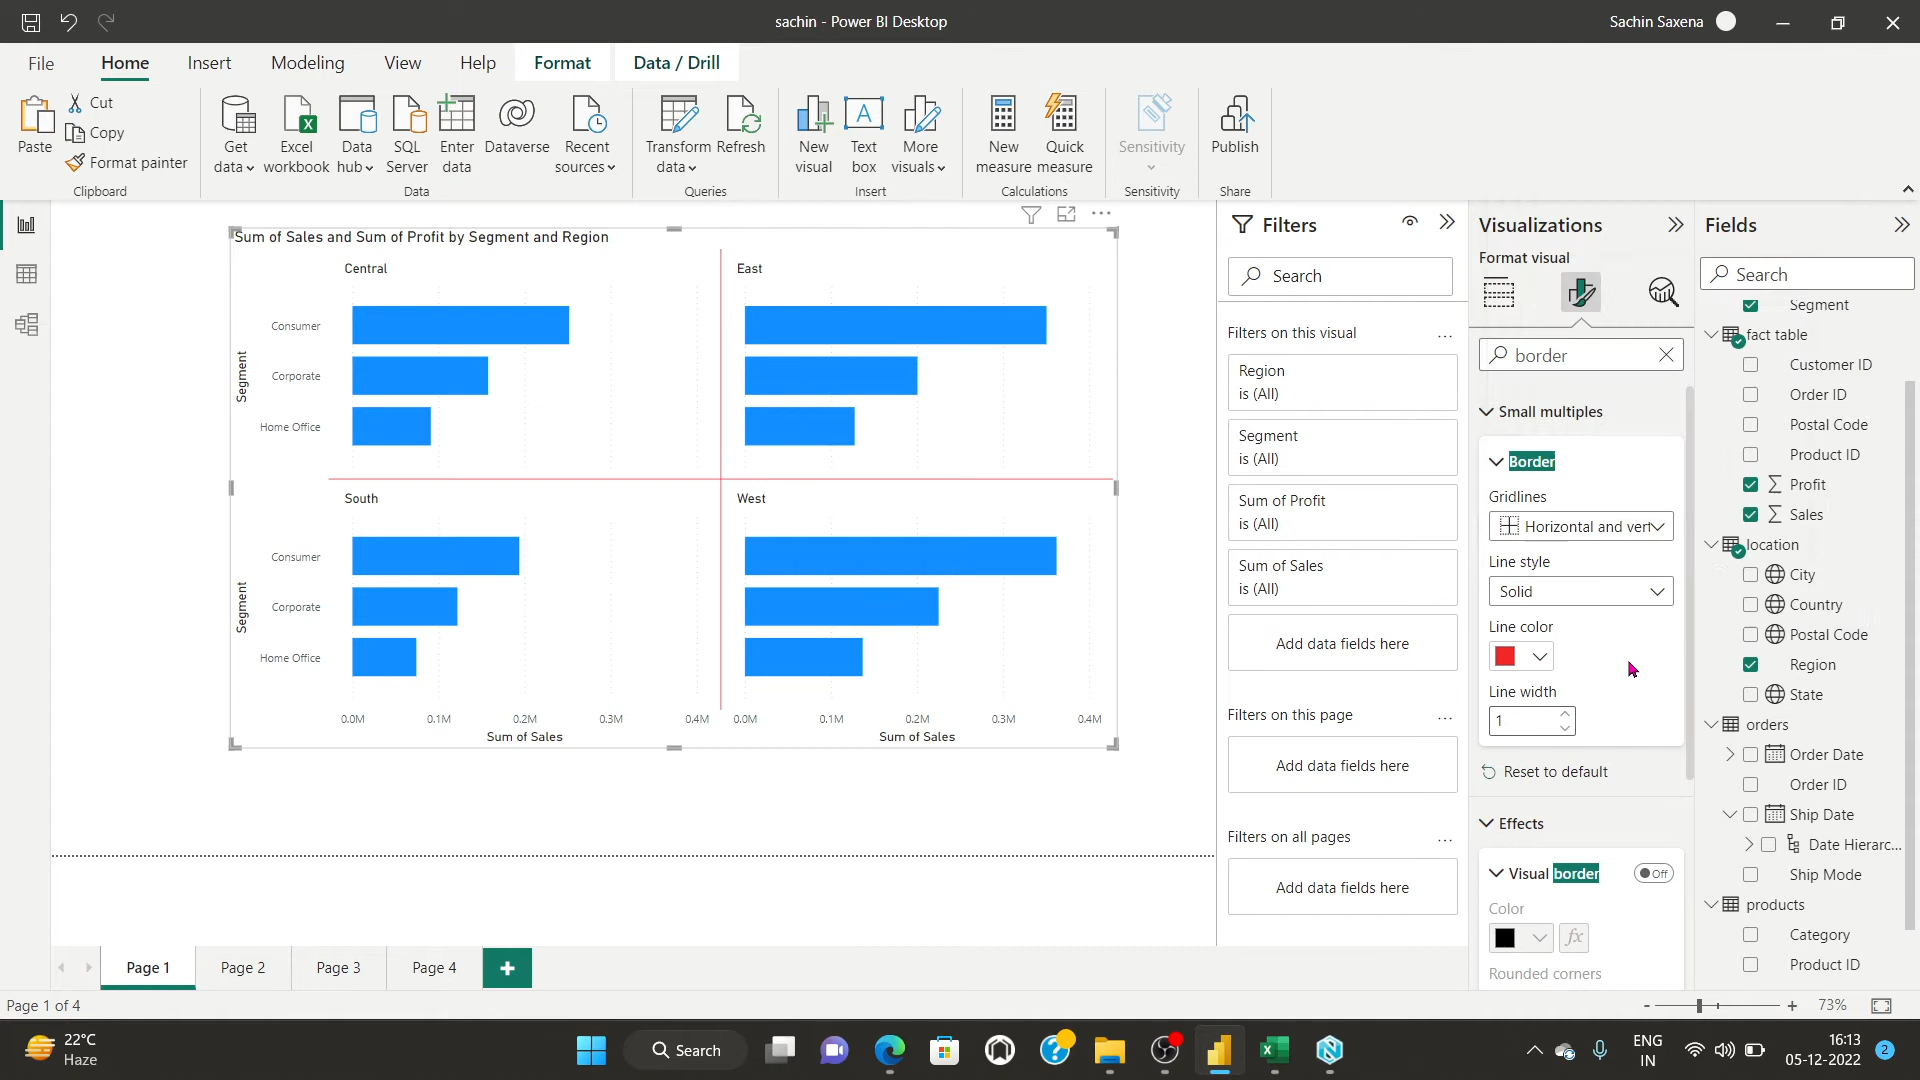 sachin - Power BI Desktop
Sachin Saxena
File
Home
Insert
Modeling
View
Help
Format
Data / Drill
Paste
Cut
Copy
Format painter
Clipboard
Get data
Excel workbook
Data hub
SQL Server
Enter data
Dataverse
Recent sources
Data
Transform data
Refresh
Queries
New visual
Text box
More visuals
Insert
New measure
Quick measure
Calculations
Sensitivity
Sensitivity
Publish
Share
Sum of Sales and Sum of Profit by Segment and Region
Central
East
Segment
Consumer
Corporate
Home Office
South
West
Segment
Consumer
Corporate
Home Office
0.0M 0.1M 0.2M 0.3M 0.4M 0.0M 0.1M 0.2M 0.3M 0.4M
Sum of Sales
Sum of Sales
Filters
Search
Filters on this visual
Region
is (All)
Segment
is (All)
Sum of Profit
is (All)
Sum of Sales
is (All)
Add data fields here
Filters on this page
Add data fields here
Filters on all pages
Add data fields here
Visualizations
Format visual
border
Small multiples
Border
Gridlines
Horizontal and vert
Line style
Solid
Line color
Line width
1
Reset to default
Effects
Visual border
Off
Color
fx
Rounded corners
Fields
Search
Segment
fact table
Customer ID
Order ID
Postal Code
Product ID
Profit
Sales
location
City
Country
Postal Code
Region
State
orders
Order Date
Order ID
Ship Date
Date Hierarc...
Ship Mode
products
Category
Product ID
Page 1
Page 2
Page 3
Page 4
Page 1 of 4
73%
22°C
Haze
Search
ENG
IN
16:13
05-12-2022
2